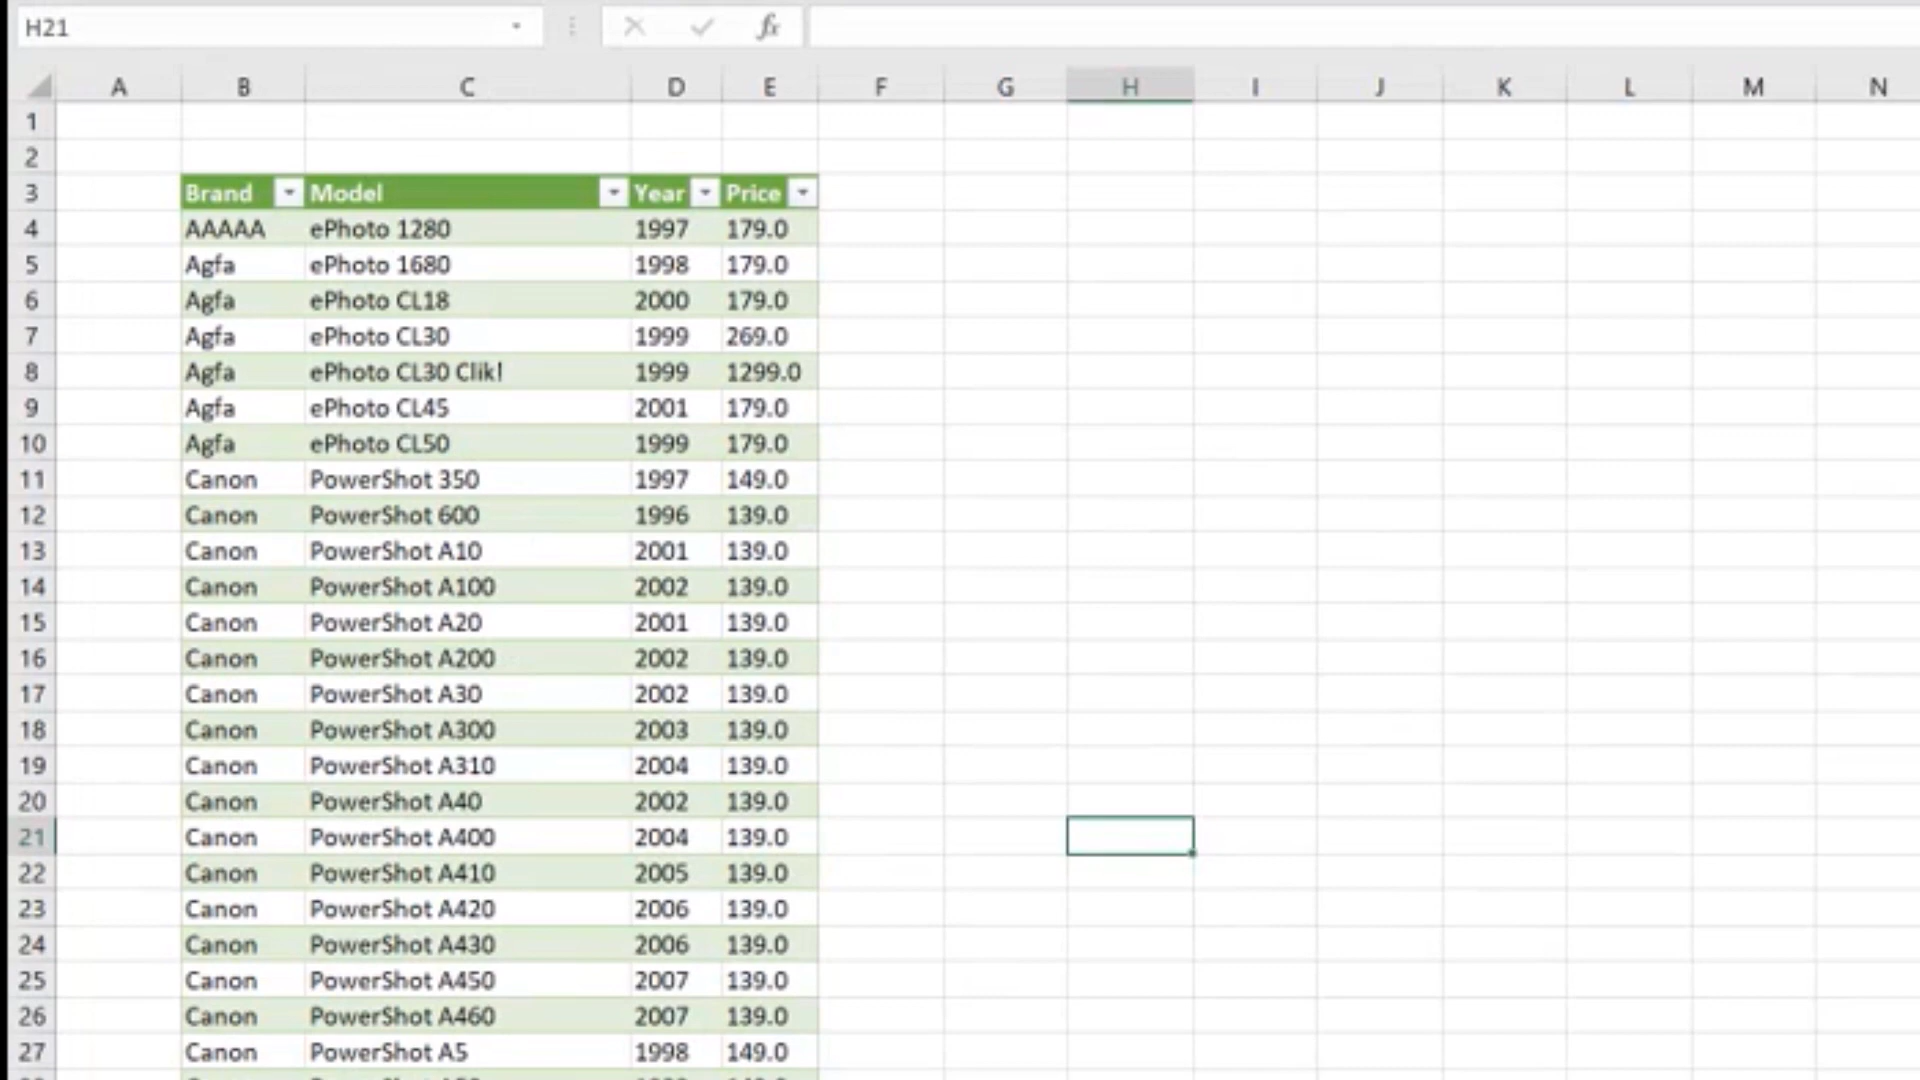 H21 fx
A B C D E F G H I J K L M N
1
2
3 Brand Model Year Price
4 AAAAA ePhoto 1280 1997 179.0
5 Agfa ePhoto 1680 1998 179.0
6 Agfa ePhoto CL18 2000 179.0
7 Agfa ePhoto CL30 1999 269.0
8 Agfa ePhoto CL30 Clik! 1999 1299.0
9 Agfa ePhoto CL45 2001 179.0
10 Agfa ePhoto CL50 1999 179.0
11 Canon PowerShot 350 1997 149.0
12 Canon PowerShot 600 1996 139.0
13 Canon PowerShot A10 2001 139.0
14 Canon PowerShot A100 2002 139.0
15 Canon PowerShot A20 2001 139.0
16 Canon PowerShot A200 2002 139.0
17 Canon PowerShot A30 2002 139.0
18 Canon PowerShot A300 2003 139.0
19 Canon PowerShot A310 2004 139.0
20 Canon PowerShot A40 2002 139.0
21 Canon PowerShot A400 2004 139.0
22 Canon PowerShot A410 2005 139.0
23 Canon PowerShot A420 2006 139.0
24 Canon PowerShot A430 2006 139.0
25 Canon PowerShot A450 2007 139.0
26 Canon PowerShot A460 2007 139.0
27 Canon PowerShot A5 1998 149.0